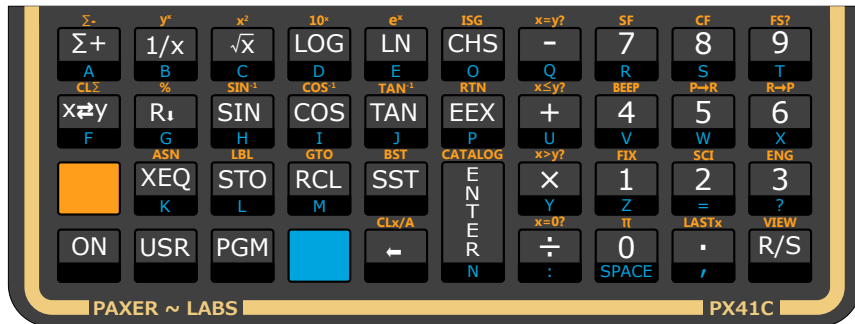 Σ- yˣ x² 10ˣ eˣ ISG x=y? SF CF FS?
Σ+ 1/x √x̅ LOG LN CHS − 7 8 9
A B C D E O Q R S T
CLΣ % SIN⁻¹ COS⁻¹ TAN⁻¹ RTN x≤y? BEEP P→R R→P
x⇄y R⬇ SIN COS TAN EEX + 4 5 6
F G H I J P U V W X
ASN LBL GTO BST CATALOG x>y? FIX SCI ENG
XEQ STO RCL SST ENTER × 1 2 3
K L M Y Z = ?
CLx/A x=0? π LASTx VIEW
ON USR PGM ⬅ ÷ 0 . R/S
N : SPACE ,
PAXER ~ LABS PX41C